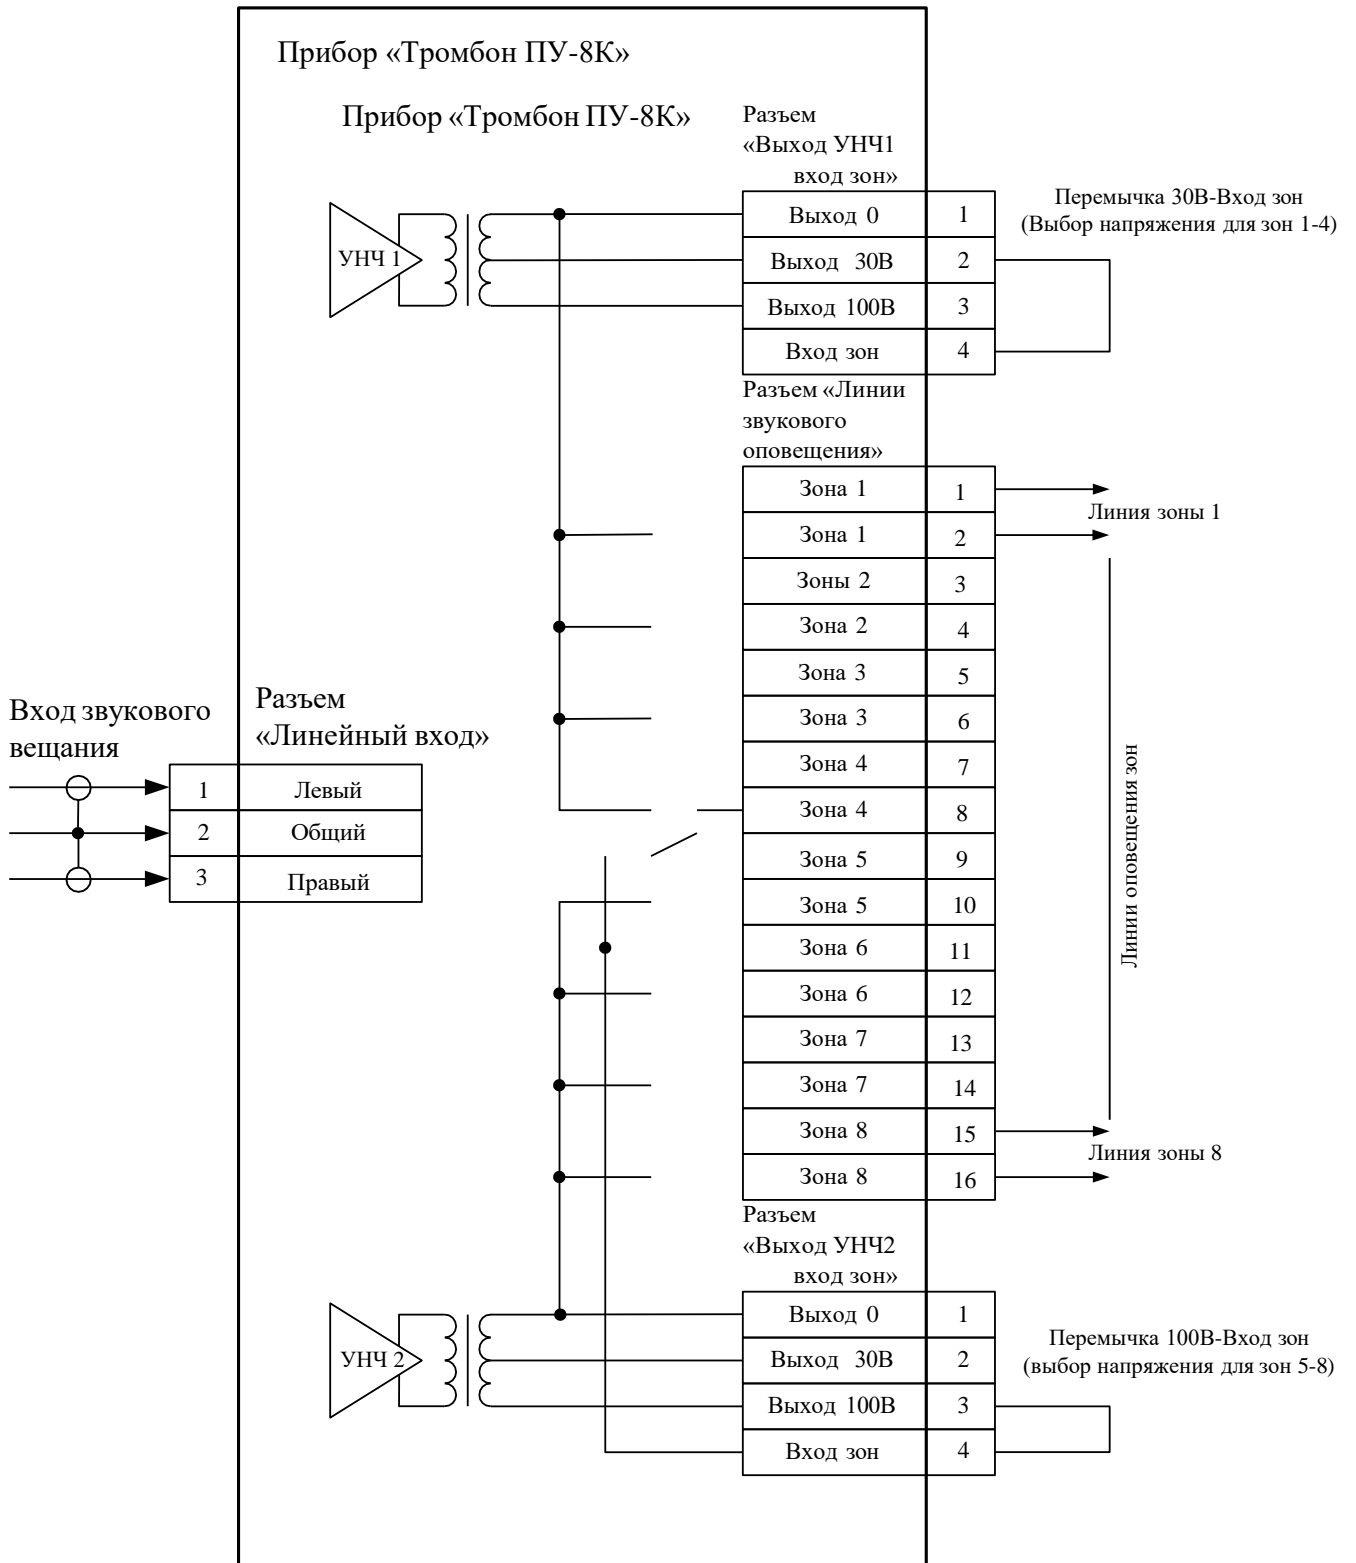 Прибор «Тромбон ПУ-8К»
Прибор «Тромбон ПУ-8К»
Разъем
«Выход УНЧ1
вход зон»
УНЧ 1
Выход 0 1
Выход 30В 2
Выход 100В 3
Вход зон 4
Перемычка 30В-Вход зон
(Выбор напряжения для зон 1-4)
Разъем «Линии
звукового
оповещения»
Зона 1 1
Зона 1 2
Зоны 2 3
Зона 2 4
Зона 3 5
Зона 3 6
Зона 4 7
Зона 4 8
Зона 5 9
Зона 5 10
Зона 6 11
Зона 6 12
Зона 7 13
Зона 7 14
Зона 8 15
Зона 8 16
Линия зоны 1
Линии оповещения зон
Линия зоны 8
Вход звукового
вещания
Разъем
«Линейный вход»
1 Левый
2 Общий
3 Правый
Разъем
«Выход УНЧ2
вход зон»
УНЧ 2
Выход 0 1
Выход 30В 2
Выход 100В 3
Вход зон 4
Перемычка 100В-Вход зон
(выбор напряжения для зон 5-8)